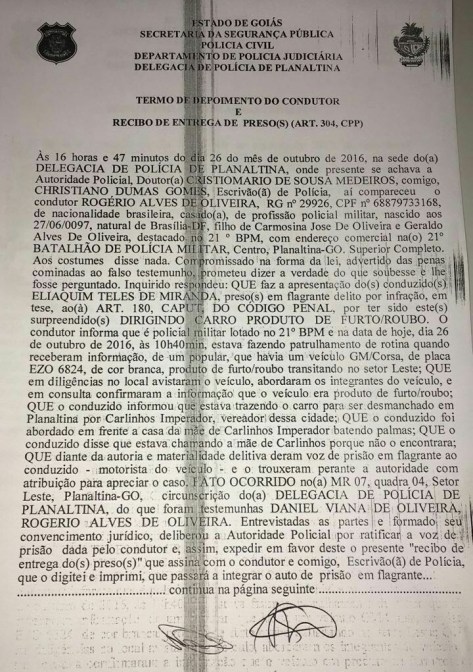 ESTADO DE GOIÁS
SECRETARIA DA SEGURANÇA PÚBLICA
POLICIA CIVIL
DEPARTAMENTO DE POLICIA JUDICIÁRIA
DELEGACIA DE POLÍCIA DE PLANALTINA
TERMO DE DEPOIMENTO DO CONDUTOR
E
RECIBO DE ENTREGA DE PRESO(S) (ART. 304, CPP)
Às 16 horas e 47 minutos do dia 26 do mês de outubro de 2016, na sede do(a)
DELEGACIA DE POLÍCIA DE PLANALTINA, onde presente se achava a
Autoridade Policial, Doutor(a) CRISTIOMARIO DE SOUSA MEDEIROS, comigo,
CHRISTIANO DUMAS GOMES, Escrivão(ã) de Polícia, aí compareceu o
condutor ROGÉRIO ALVES DE OLIVEIRA, RG nº 29926, CPF nº 68879733168,
de nacionalidade brasileira, casado(a), de profissão policial militar, nascido aos
27/06/0097, natural de Brasília-DF, filho de Carmosina Jose De Oliveira e Geraldo
Alves De Oliveira, destacado no 21 º BPM, com endereço comercial no(o) 21º
BATALHÃO DE POLÍCIA MILITAR, Centro, Planaltina-GO. Superior Completo.
Aos costumes disse nada. Compromissado na forma da lei, advertido das penas
cominadas ao falso testemunho, prometeu dizer a verdade do que soubesse e lhe
fosse perguntado. Inquirido respondeu: QUE faz a apresentação do(s) conduzido(s)
ELIAQUIM TELES DE MIRANDA, preso(s) em flagrante delito por infração, em
tese, ao(à) ART. 180, CAPUT, DO CÓDIGO PENAL, por ter sido este(s)
surpreendido(s) DIRIGINDO CARRO PRODUTO DE FURTO/ROUBO. O
condutor informa que é policial militar lotado no 21º BPM e na data de hoje, dia 26
de outubro de 2016, às 10h40min, estava fazendo patrulhamento de rotina quando
receberam informação, de um popular, que havia um veículo GM/Corsa, de placa
EZO 6824, de cor branca, produto de furto/roubo transitando no setor Leste; QUE
em diligências no local avistaram o veículo, abordaram os integrantes do veículo, e
em consulta confirmaram a informação que o veículo era produto de furto/roubo;
QUE o conduzido informou que estava trazendo o carro para ser desmanchado em
Planaltina por Carlinhos Imperador, vereador dessa cidade; QUE o conduzido foi
abordado em frente a casa da mãe de Carlinhos Imperador batendo palmas; QUE o
conduzido disse que estava chamando a mãe de Carlinhos porque não o encontrara;
QUE diante da autoria e materialidade delitiva deram voz de prisão em flagrante ao
conduzido - motorista do veículo - e o trouxeram perante a autoridade com
atribuição para apreciar o caso. FATO OCORRIDO no(a) MR 07, quadra 04, Setor
Leste, Planaltina-GO, circunscrição do(a) DELEGACIA DE POLÍCIA DE
PLANALTINA, do que foram testemunhas DANIEL VIANA DE OLIVEIRA,
ROGERIO ALVES DE OLIVEIRA. Entrevistadas as partes e formado seu
convencimento jurídico, deliberou a Autoridade Policial por ratificar a voz de
prisão dada pelo condutor e, assim, expedir em favor deste o presente "recibo de
entrega do(s) preso(s)" que assina com o condutor e comigo, Escrivão(ã) de Polícia,
que o digitei e imprimi, que passará a integrar o auto de prisão em flagrante...
continua na página seguinte